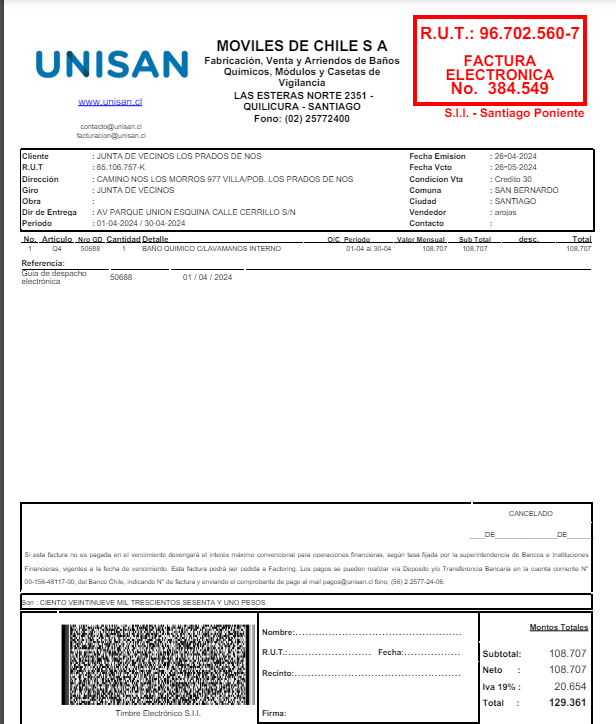 UNISAN
www.unisan.cl
contacto@unisan.cl
facturacion@unisan.cl
MOVILES DE CHILE S A
Fabricación, Venta y Arriendos de Baños
Químicos, Módulos y Casetas de
Vigilancia
LAS ESTERAS NORTE 2351 -
QUILICURA - SANTIAGO
Fono: (02) 25772400
R.U.T.: 96.702.560-7
FACTURA
ELECTRONICA
No. 384.549
S.I.I. - Santiago Poniente
Cliente : JUNTA DE VECINOS LOS PRADOS DE NOS Fecha Emision : 26-04-2024
R.U.T : 65.106.757-K Fecha Vcto : 26-05-2024
Dirección : CAMINO NOS LOS MORROS 977 VILLA/POB. LOS PRADOS DE NOS Condicion Vta : Credito 30
Giro : JUNTA DE VECINOS Comuna : SAN BERNARDO
Obra : Ciudad : SANTIAGO
Dir de Entrega : AV PARQUE UNION ESQUINA CALLE CERRILLO S/N Vendedor : arojas
Periodo : 01-04-2024 / 30-04-2024 Contacto :
No. Articulo Nro GD Cantidad Detalle O/C Periodo Valor Mensual Sub Total desc. Total
1 Q4 50688 1 BAÑO QUIMICO C/LAVAMANOS INTERNO 01-04 al 30-04 108.707 108.707 108.707
Referencia:
Guia de despacho electrónica 50688 01 / 04 / 2024
CANCELADO
____DE______________DE______
Si esta factura no es pagada en el vencimiento devengará el interés máximo convencional para operaciones financieras, según tasa fijada por la superintendencia de Bancos e Instituciones
Financieras, vigentes a la fecha de vencimiento. Esta factura podrá ser cedida a Factoring. Los pagos se pueden realizar vía Deposito y/o Transferencia Bancaria en la cuenta corriente N°
00-156-48117-00, del Banco Chile, indicando N° de factura y enviando el comprobante de pago al mail pagos@unisan.cl fono; (56) 2 2577-24-06.
Son : CIENTO VEINTINUEVE MIL TRESCIENTOS SESENTA Y UNO PESOS
Timbre Electrónico S.I.I.
Nombre:..................................................
R.U.T.:......................... Fecha:.................
Recinto:..................................................
Firma:
Montos Totales
Subtotal: 108.707
Neto : 108.707
Iva 19% : 20.654
Total : 129.361